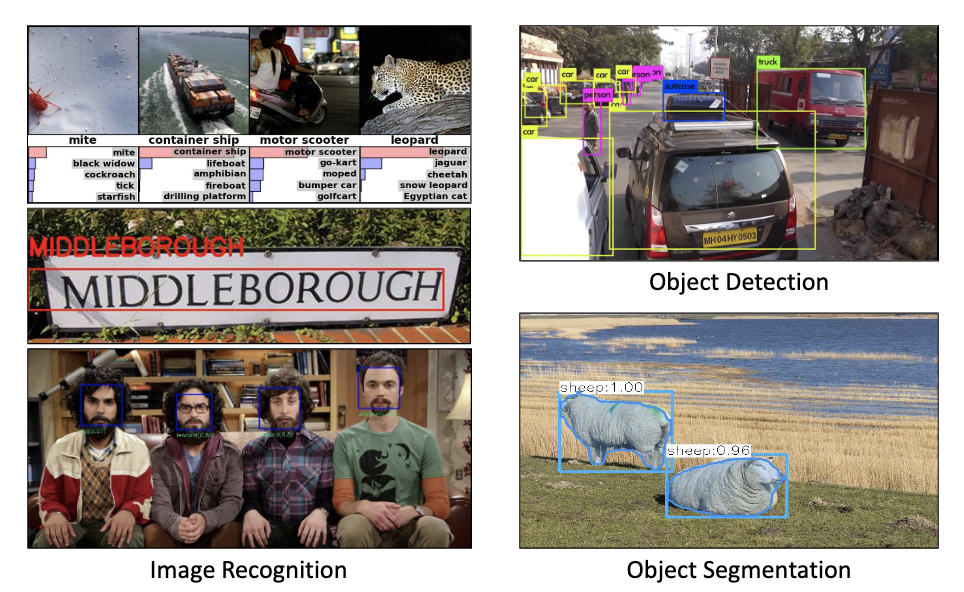 mite
container ship
motor scooter
leopard
mite
black widow
cockroach
tick
starfish
container ship
lifeboat
amphibian
fireboat
drilling platform
motor scooter
go-kart
moped
bumper car
golfcart
leopard
jaguar
cheetah
snow leopard
Egyptian cat
MIDDLEBOROUGH
MIDDLEBOROUGH
Image Recognition
car
car
car
car
person
truck
suitcase
person
car
MH04HY0503
Object Detection
sheep:1.00
sheep:0.96
Object Segmentation